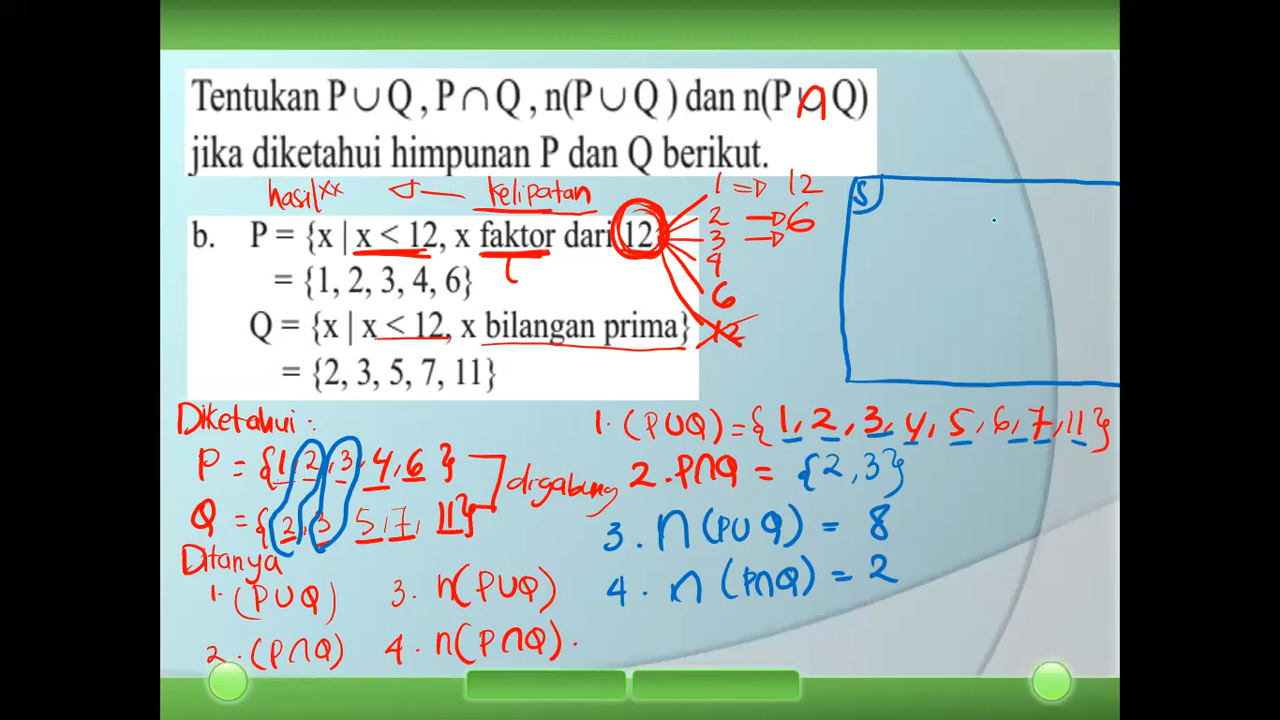 Tentukan P ∪ Q , P ∩ Q , n(P ∪ Q ) dan n(P ∩ Q)
jika diketahui himpunan P dan Q berikut.
hasil xx ← kelipatan
b. P = {x | x < 12, x faktor dari 12}
= {1, 2, 3, 4, 6}
Q = {x | x < 12, x bilangan prima}
= {2, 3, 5, 7, 11}
1 => 12
2 → 6
3 →
4
6
12
S
Diketahui :
P = {1, 2, 3, 4, 6}
Q = {2, 3, 5, 7, 11}
digabung
Ditanya
1. (P∪Q)
2. (P∩Q)
3. n(P∪Q)
4. n(P∩Q).
1. (P∪Q) = {1, 2, 3, 4, 5, 6, 7, 11}
2. P∩Q = {2, 3}
3. n(P∪Q) = 8
4. n(P∩Q) = 2